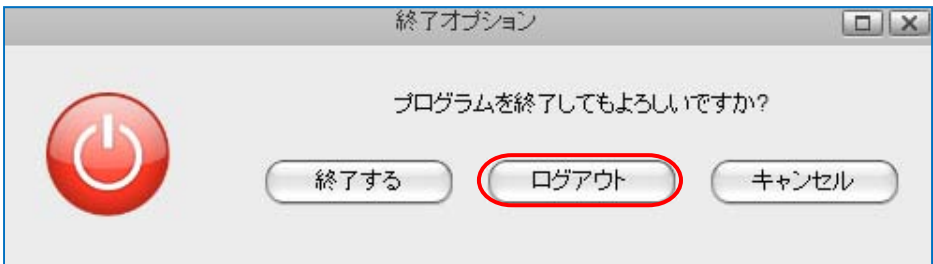 終了オプション
プログラムを終了してもよろしいですか?
終了する ログアウト キャンセル